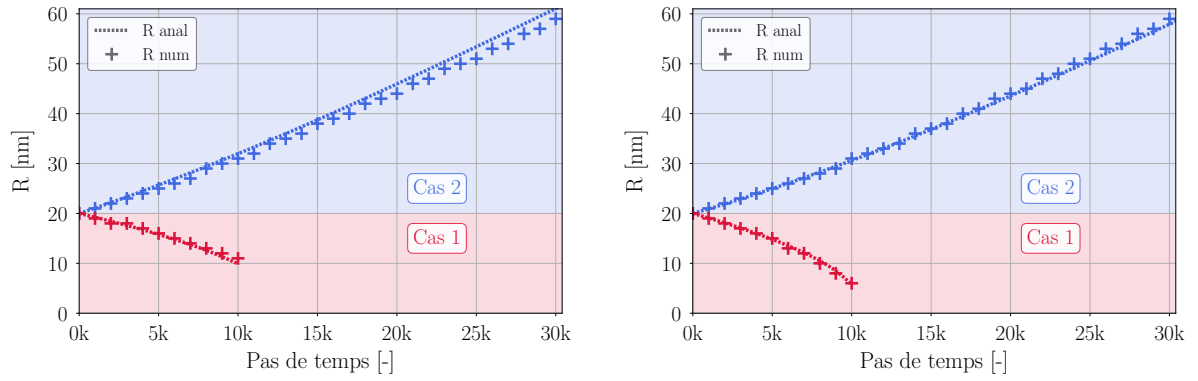 60
50
40
30
20
10
0
R [nm]
R anal
R num
Cas 2
Cas 1
0k 5k 10k 15k 20k 25k 30k
Pas de temps [-]
60
50
40
30
20
10
0
R [nm]
R anal
R num
Cas 2
Cas 1
0k 5k 10k 15k 20k 25k 30k
Pas de temps [-]